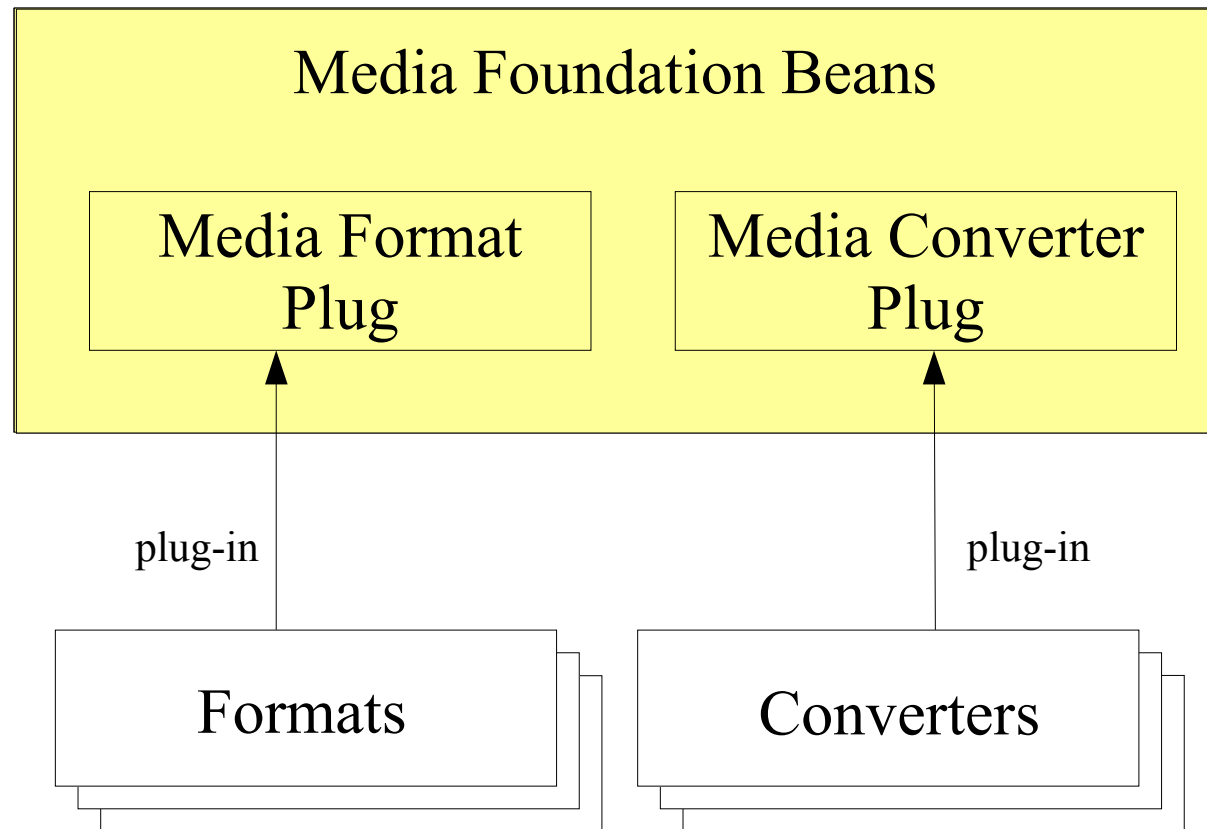 Media Foundation Beans
Media Format
Plug
Media Converter
Plug
plug-in
plug-in
Formats
Converters